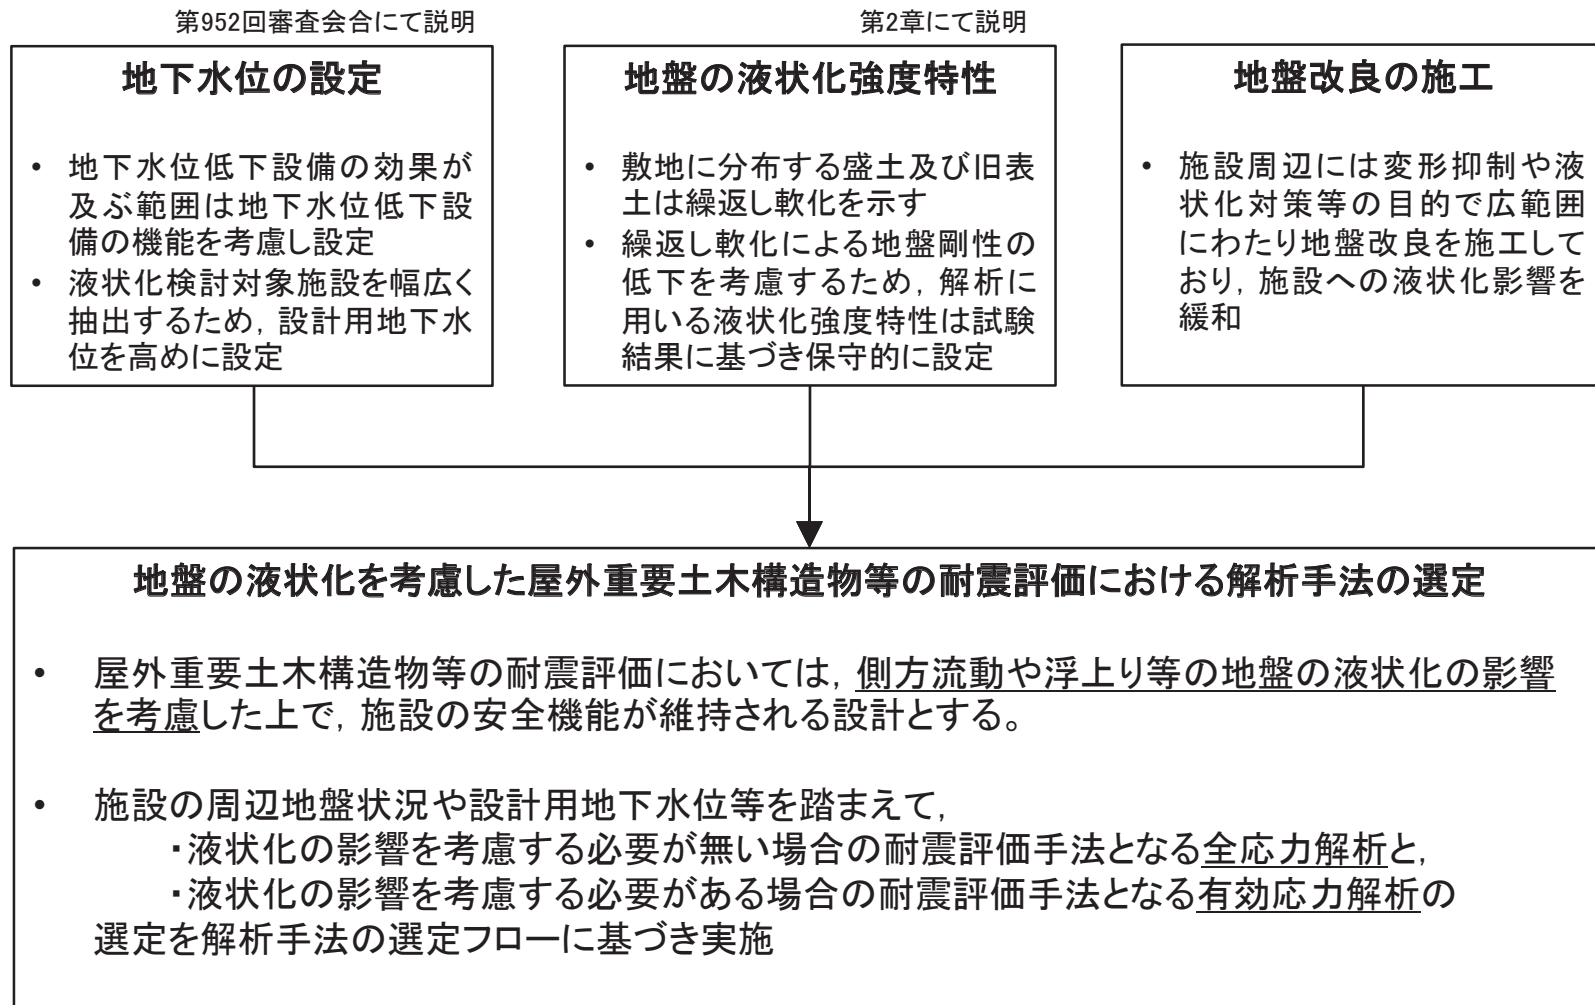 第952回審査会合にて説明
地下水位の設定
• 地下水位低下設備の効果が
及ぶ範囲は地下水位低下設
備の機能を考慮し設定
• 液状化検討対象施設を幅広く
抽出するため，設計用地下水
位を高めに設定
第2章にて説明
地盤の液状化強度特性
• 敷地に分布する盛土及び旧表
土は繰返し軟化を示す
• 繰返し軟化による地盤剛性の
低下を考慮するため，解析に
用いる液状化強度特性は試験
結果に基づき保守的に設定
地盤改良の施工
• 施設周辺には変形抑制や液
状化対策等の目的で広範囲
にわたり地盤改良を施工して
おり，施設への液状化影響を
緩和
地盤の液状化を考慮した屋外重要土木構造物等の耐震評価における解析手法の選定
• 屋外重要土木構造物等の耐震評価においては，側方流動や浮上り等の地盤の液状化の影響
を考慮した上で，施設の安全機能が維持される設計とする。
• 施設の周辺地盤状況や設計用地下水位等を踏まえて，
・液状化の影響を考慮する必要が無い場合の耐震評価手法となる全応力解析と，
・液状化の影響を考慮する必要がある場合の耐震評価手法となる有効応力解析の
選定を解析手法の選定フローに基づき実施